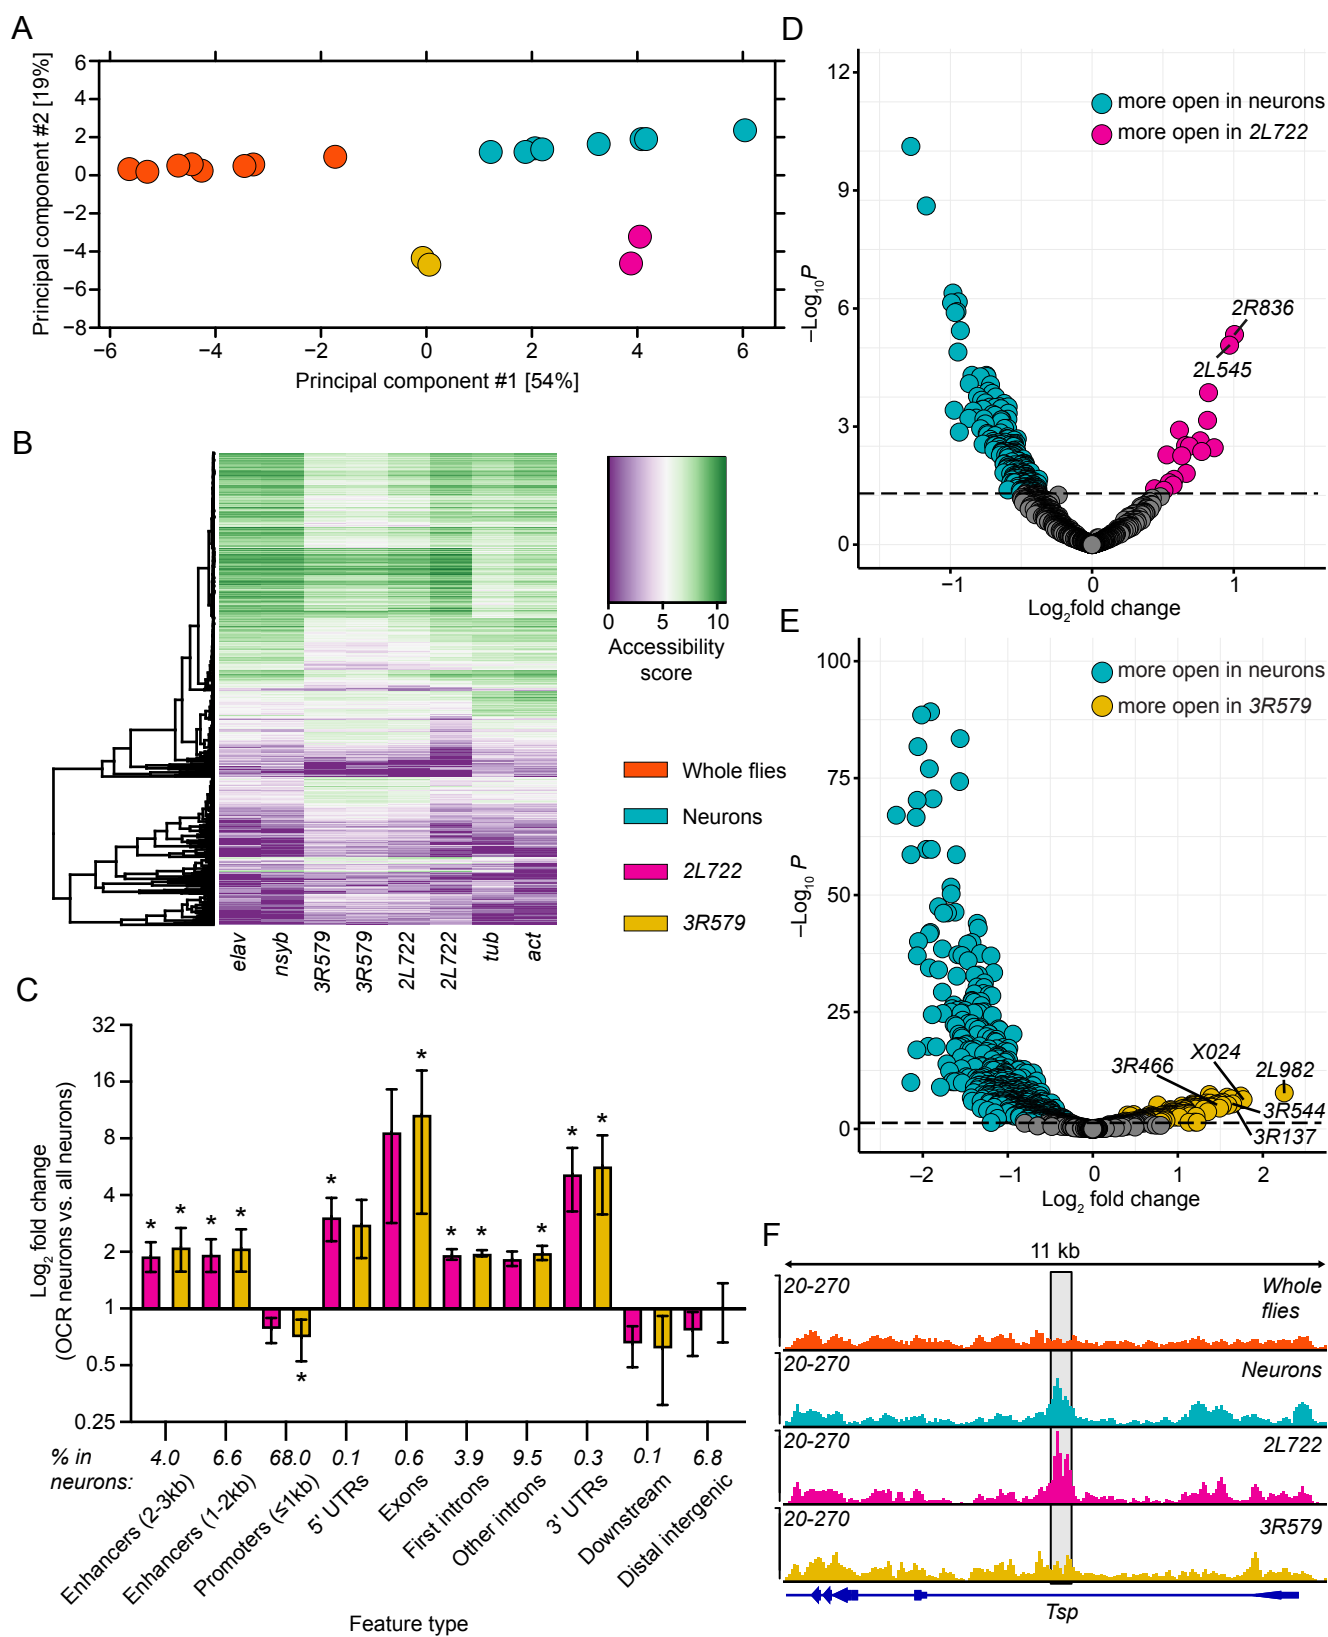 A
Principal component #2 [19%]
6
4
2
0
−2
−4
−6
−8
−6
−4
−2
0
2
4
6
Principal component #1 [54%]
B
elav
nsyb
3R579
3R579
2L722
2L722
tub
act
0
5
10
Accessibility
score
Whole flies
Neurons
2L722
3R579
C
Log2 fold change
(OCR neurons vs. all neurons)
32
16
8
4
2
1
0.5
0.25
* * * * * * * * * * * *
% in
neurons:
4.0
6.6
68.0
0.1
0.6
3.9
9.5
0.3
0.1
6.8
Enhancers (2-3kb)
Enhancers (1-2kb)
Promoters (≤1kb)
5' UTRs
Exons
First introns
Other introns
3' UTRs
Downstream
Distal intergenic
Feature type
D
−Log10P
12
9
6
3
0
more open in neurons
more open in 2L722
2R836
2L545
−1
0
1
Log2fold change
E
−Log10 P
100
75
50
25
0
more open in neurons
more open in 3R579
3R466
X024
2L982
3R544
3R137
−2
−1
0
1
2
Log2 fold change
F
11 kb
20-270
Whole
flies
20-270
Neurons
20-270
2L722
20-270
3R579
Tsp